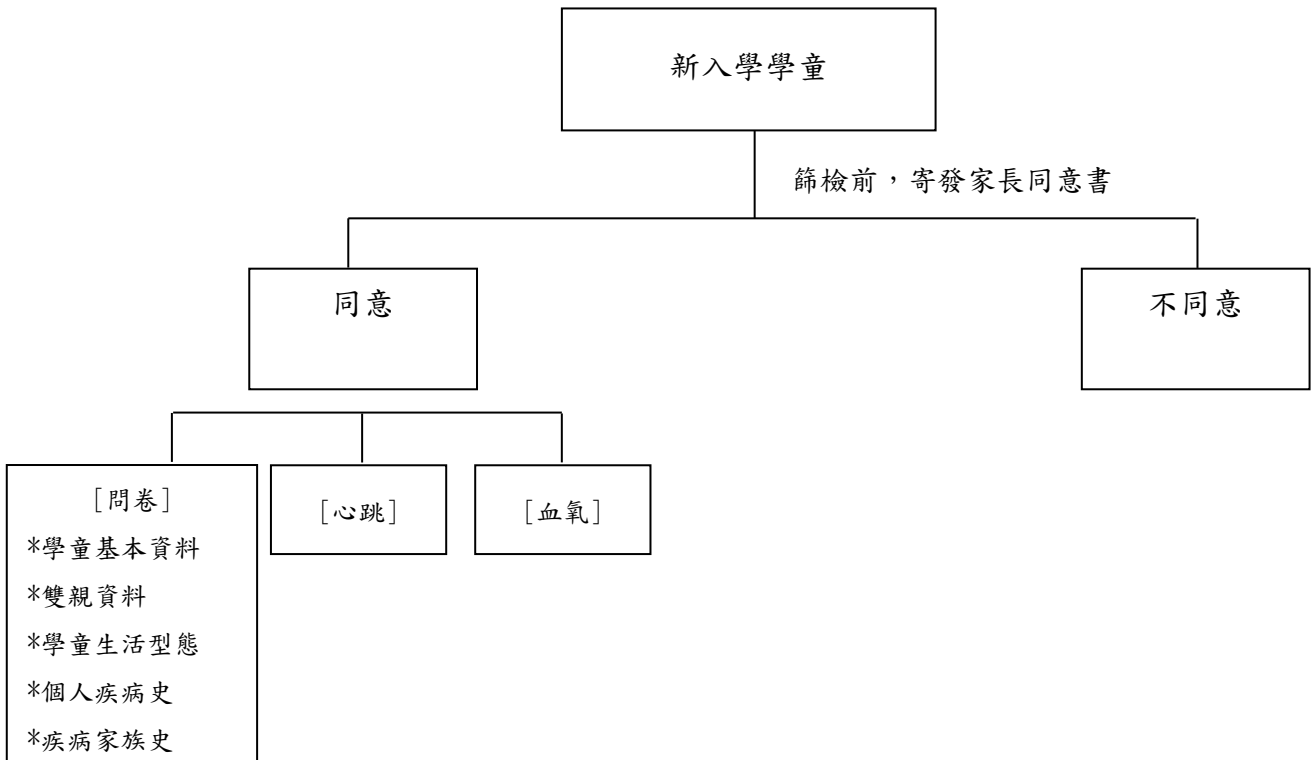 新入學學童
篩檢前，寄發家長同意書
同意
不同意
[問卷]
*學童基本資料
*雙親資料
*學童生活型態
*個人疾病史
*疾病家族史
[心跳]
[血氧]